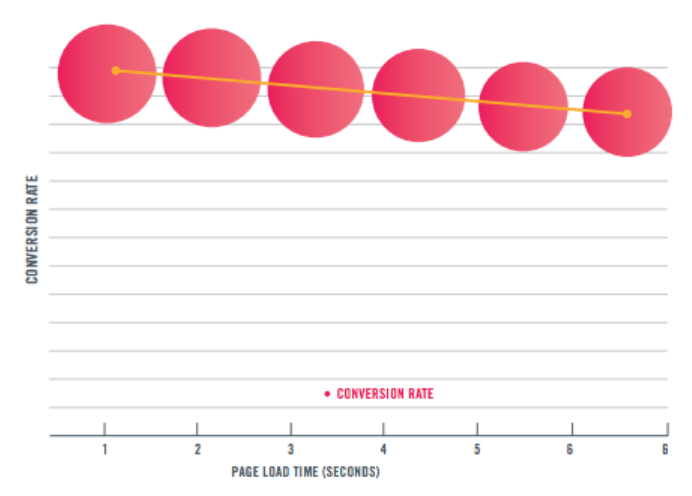 CONVERSION RATE
CONVERSION RATE
1 2 3 4 5 6 6
PAGE LOAD TIME (SECONDS)